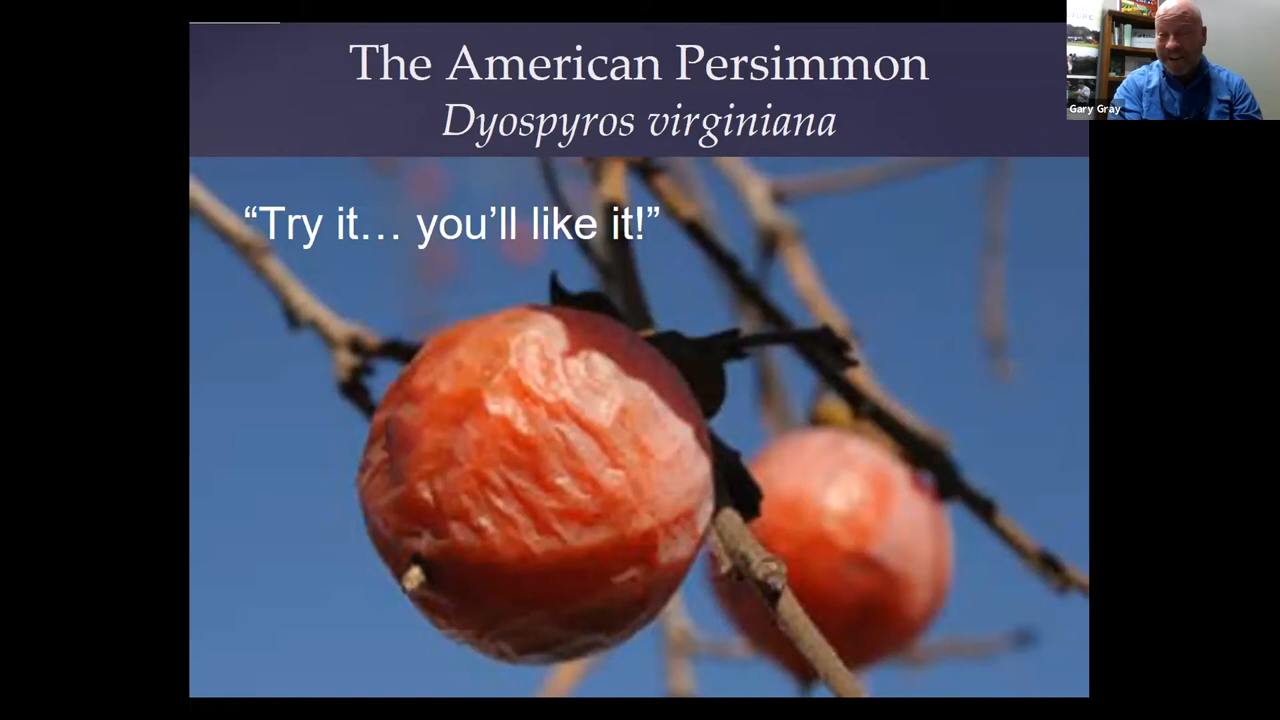 The American Persimmon
Dyospyros virginiana
“Try it… you’ll like it!”
Gary Gray